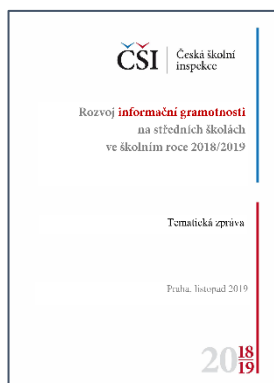 ČŠI
Česká školní
inspekce
Rozvoj informační gramotnosti
na středních školách
ve školním roce 2018/2019
Tematická zpráva
Praha, listopad 2019
20 18
19